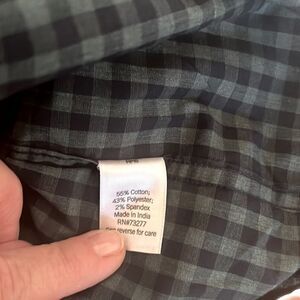 55% Cotton;
43% Polyester;
2% Spandex
Made in India
RN#73277
See reverse for care